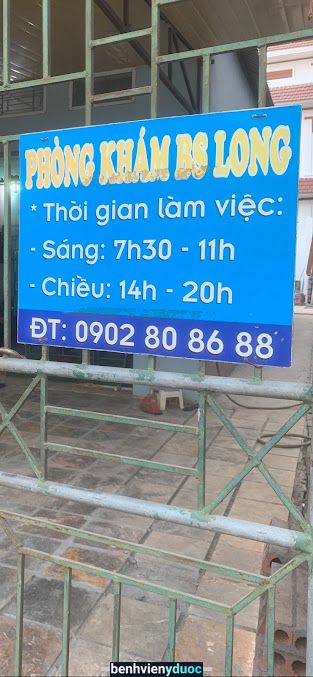 PHÒNG KHÁM BS LONG
* Thời gian làm việc:
- Sáng: 7h30 - 11h
- Chiều: 14h - 20h
ĐT: 0902 80 86 88
benhvienyduoc